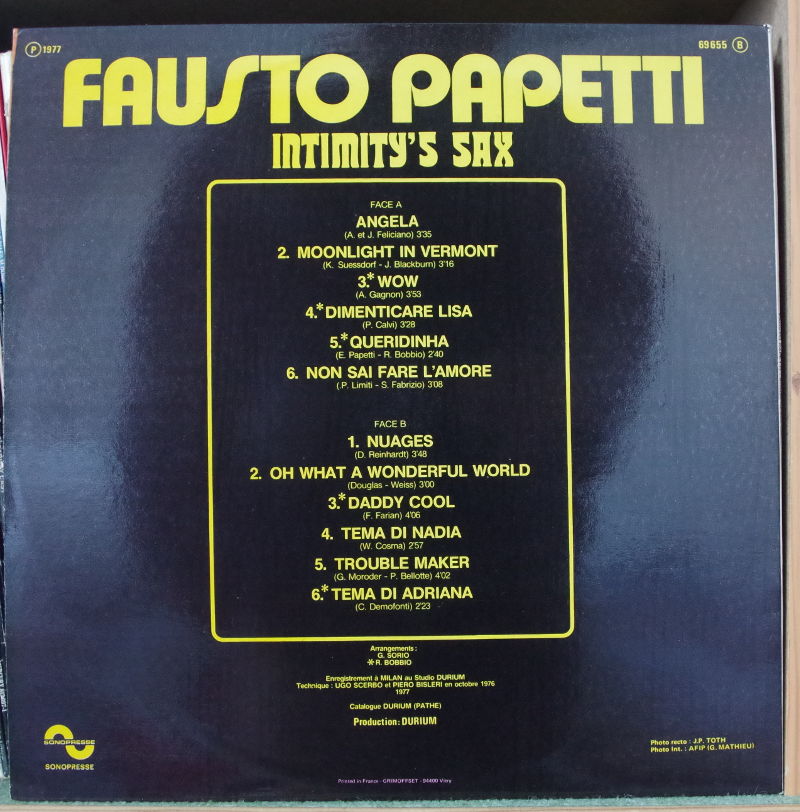 P 1977
69655 B
FAUSTO PAPETTI
INTIMITY'S SAX
FACE A
ANGELA
(A. et J. Feliciano) 3'35
2. MOONLIGHT IN VERMONT
(K. Suessdorf - J. Blackburn) 3'16
3.* WOW
(A. Gagnon) 3'53
4.* DIMENTICARE LISA
(P. Calvi) 3'28
5.* QUERIDINHA
(E. Papetti - R. Bobbio) 2'40
6. NON SAI FARE L'AMORE
(.P. Limiti - S. Fabrizio) 3'08
FACE B
1. NUAGES
(D. Reinhardt) 3'48
2. OH WHAT A WONDERFUL WORLD
(Douglas - Weiss) 3'00
3.* DADDY COOL
(F. Farian) 4'06
4. TEMA DI NADIA
(W. Cosma) 2'57
5. TROUBLE MAKER
(G. Moroder - P. Bellotte) 4'02
6.* TEMA DI ADRIANA
(C. Demofonti) 2'23
Arrangements :
G. SORIO
* R. BOBBIO
Enregistrement à MILAN au Studio DURIUM
Technique : UGO SCERBO et PIERO BISLERI en octobre 1976
1977
Catalogue DURIUM (PATHE)
Production: DURIUM
SONOPRESSE
SONOPRESSE
Photo recto : J.P. TOTH
Photo Int. : AFIP (G. MATHIEU)
Printed in France - GRIMOFFSET - 94400 Vitry